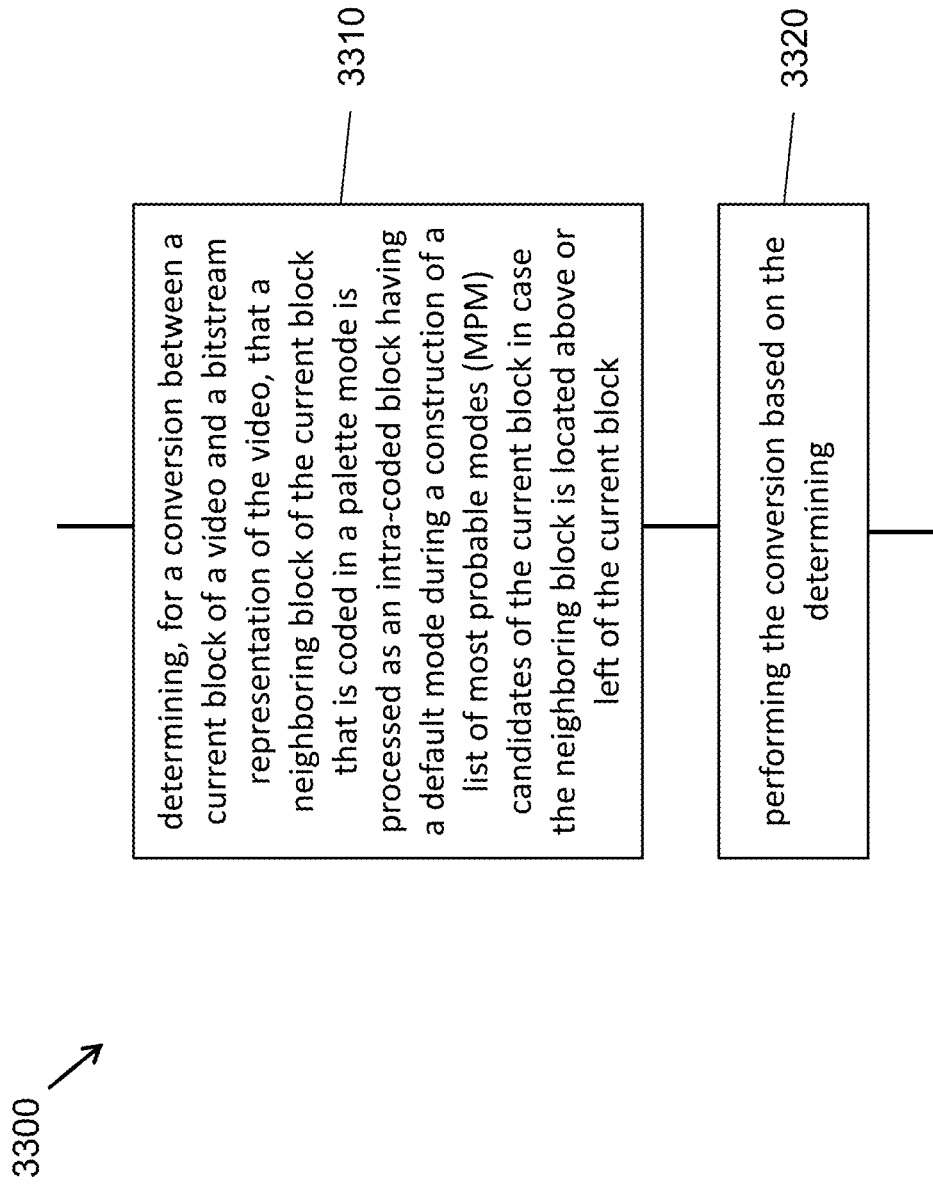 3300
determining, for a conversion between a
current block of a video and a bitstream
representation of the video, that a
neighboring block of the current block
that is coded in a palette mode is
processed as an intra-coded block having
a default mode during a construction of a
list of most probable modes (MPM)
candidates of the current block in case
the neighboring block is located above or
left of the current block
3310
performing the conversion based on the
determining
3320